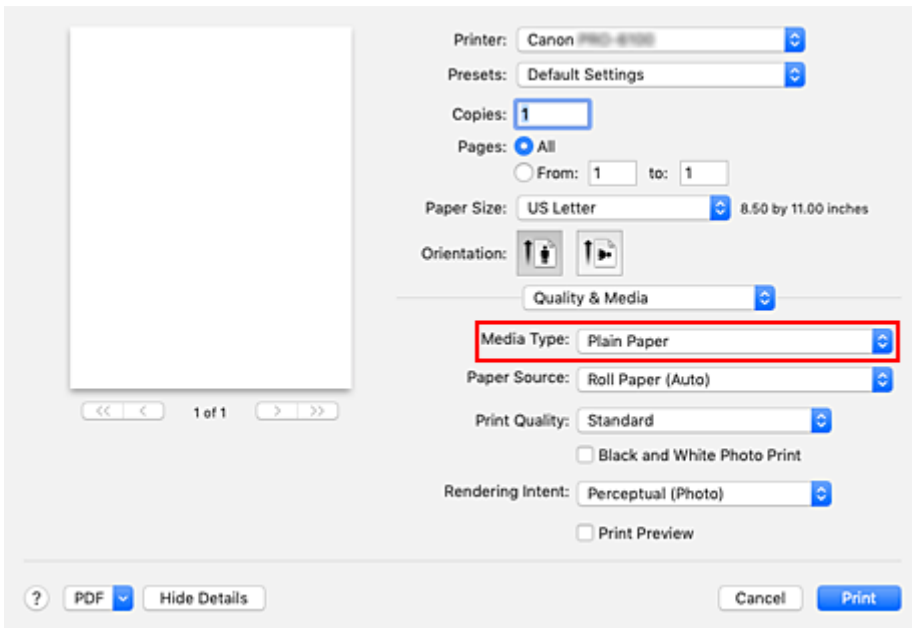 Printer: Canon
Presets: Default Settings
Copies: 1
Pages: All
From: 1 to: 1
Paper Size: US Letter 8.50 by 11.00 inches
Orientation:
Quality & Media
Media Type: Plain Paper
Paper Source: Roll Paper (Auto)
1 of 1
Print Quality: Standard
Black and White Photo Print
Rendering Intent: Perceptual (Photo)
Print Preview
? PDF Hide Details Cancel Print